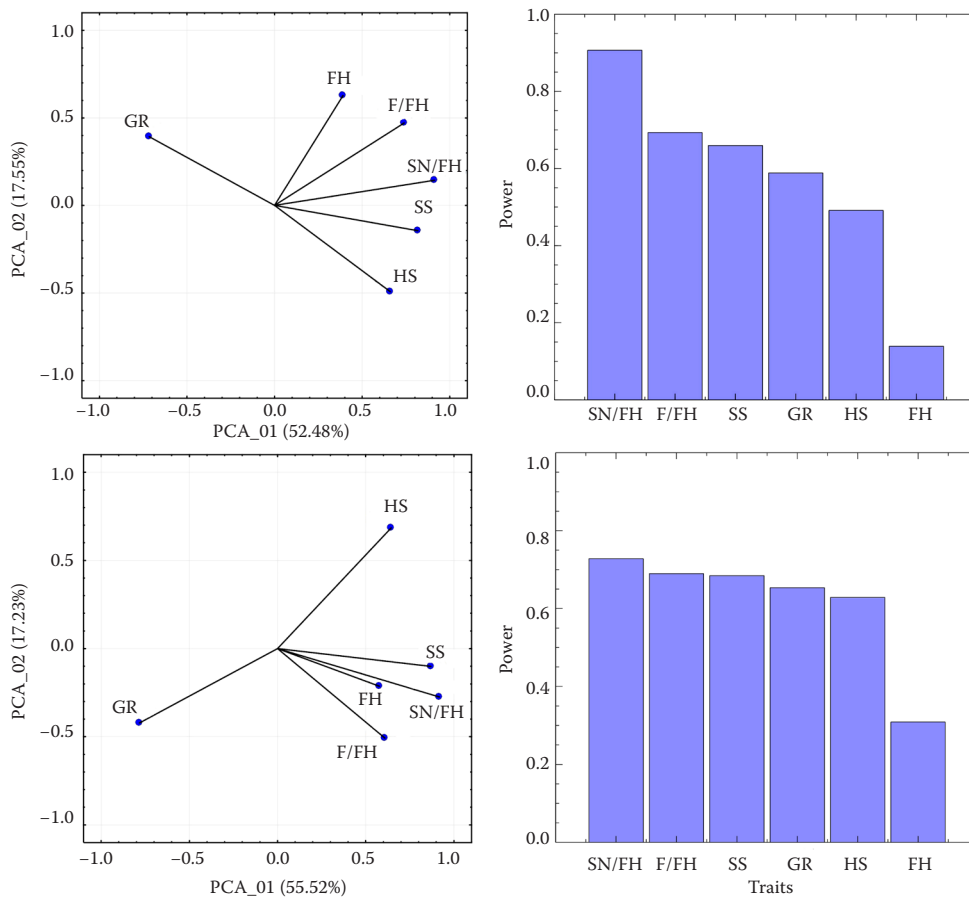 1.0
0.5
0.0
−0.5
−1.0
PCA_02 (17.55%)
GR
FH
F/FH
SN/FH
SS
HS
−1.0 −0.5 0.0 0.5 1.0
PCA_01 (52.48%)
1.0
0.8
0.6
0.4
0.2
0.0
Power
SN/FH F/FH SS GR HS FH
1.0
0.5
0.0
−0.5
−1.0
PCA_02 (17.23%)
HS
SS
FH
SN/FH
GR
F/FH
−1.0 −0.5 0.0 0.5 1.0
PCA_01 (55.52%)
1.0
0.8
0.6
0.4
0.2
0.0
Power
SN/FH F/FH SS GR HS FH
Traits